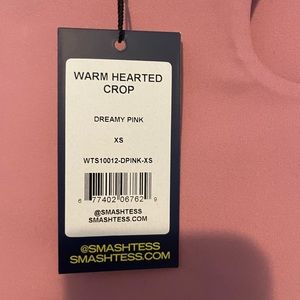 WARM HEARTED
CROP
DREAMY PINK
XS
WTS10012-DPINK-XS
6 77402 06762 9
@SMASHTESS
SMASHTESS.COM
@SMASHTESS
SMASHTESS.COM